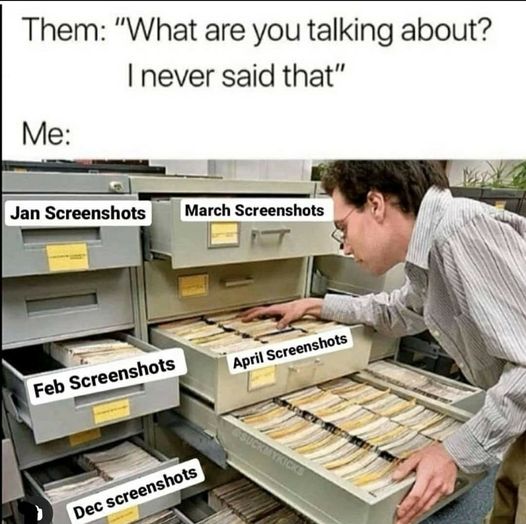 Them: "What are you talking about?
I never said that"
Me:
Jan Screenshots
March Screenshots
April Screenshots
Feb Screenshots
Dec screenshots
@SUCKMYKICKS